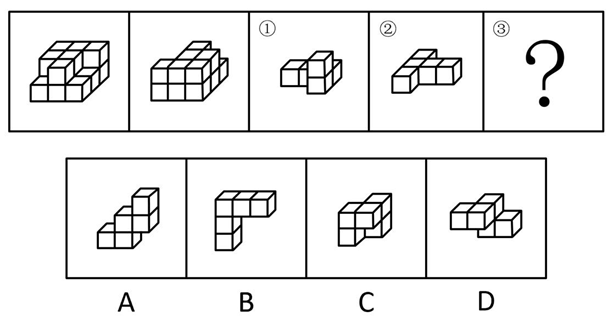 ① ② ③ ?
A B C D